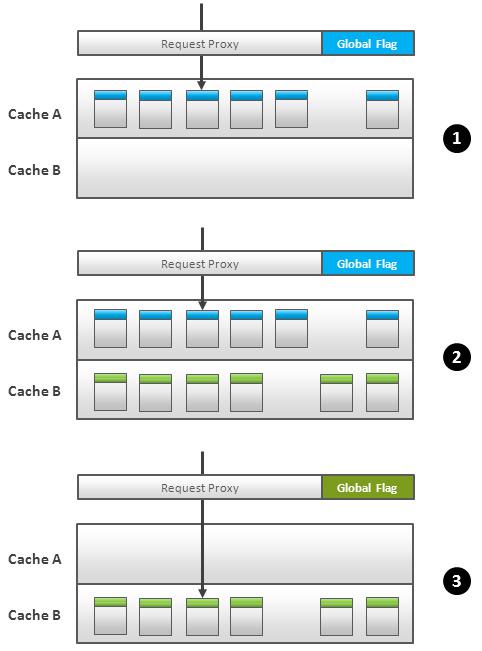 Request Proxy Global Flag
Cache A
1
Cache B
Request Proxy Global Flag
Cache A
2
Cache B
Request Proxy Global Flag
Cache A
3
Cache B